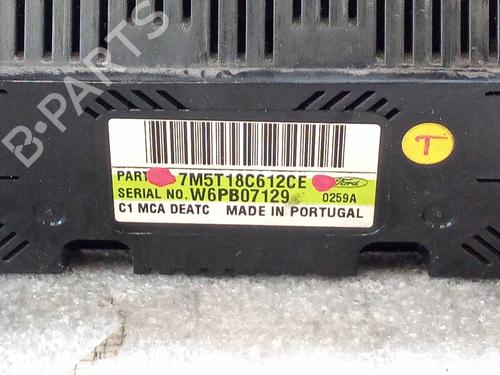 B-PARTS
T
PART 7M5T18C612CE Ford
SERIAL NO. W6PB07129 0259A
C1 MCA DEATC MADE IN PORTUGAL